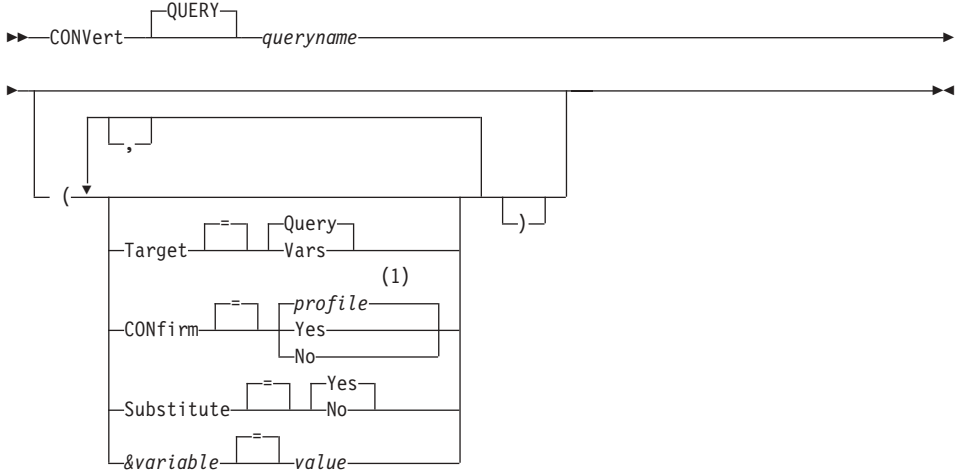 QUERY
CONVert queryname
,
( )
= Query
Target Vars
(1)
= profile
CONfirm Yes
No
= Yes
Substitute No
=
&variable value